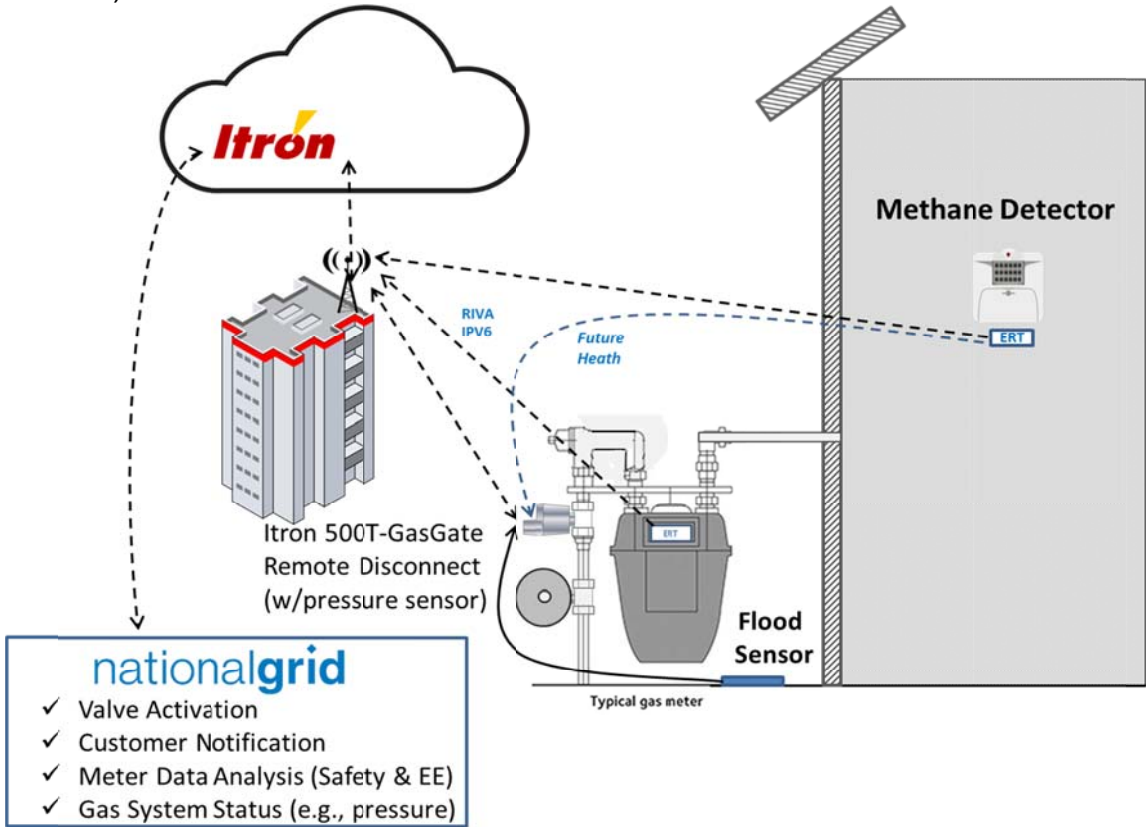 Itrón
Methane Detector
ERT
RIVA
IPV6
Future
Heath
Itron 500T-GasGate
Remote Disconnect
(w/pressure sensor)
ERT
Flood
Sensor
Typical gas meter
nationalgrid
✓ Valve Activation
✓ Customer Notification
✓ Meter Data Analysis (Safety & EE)
✓ Gas System Status (e.g., pressure)